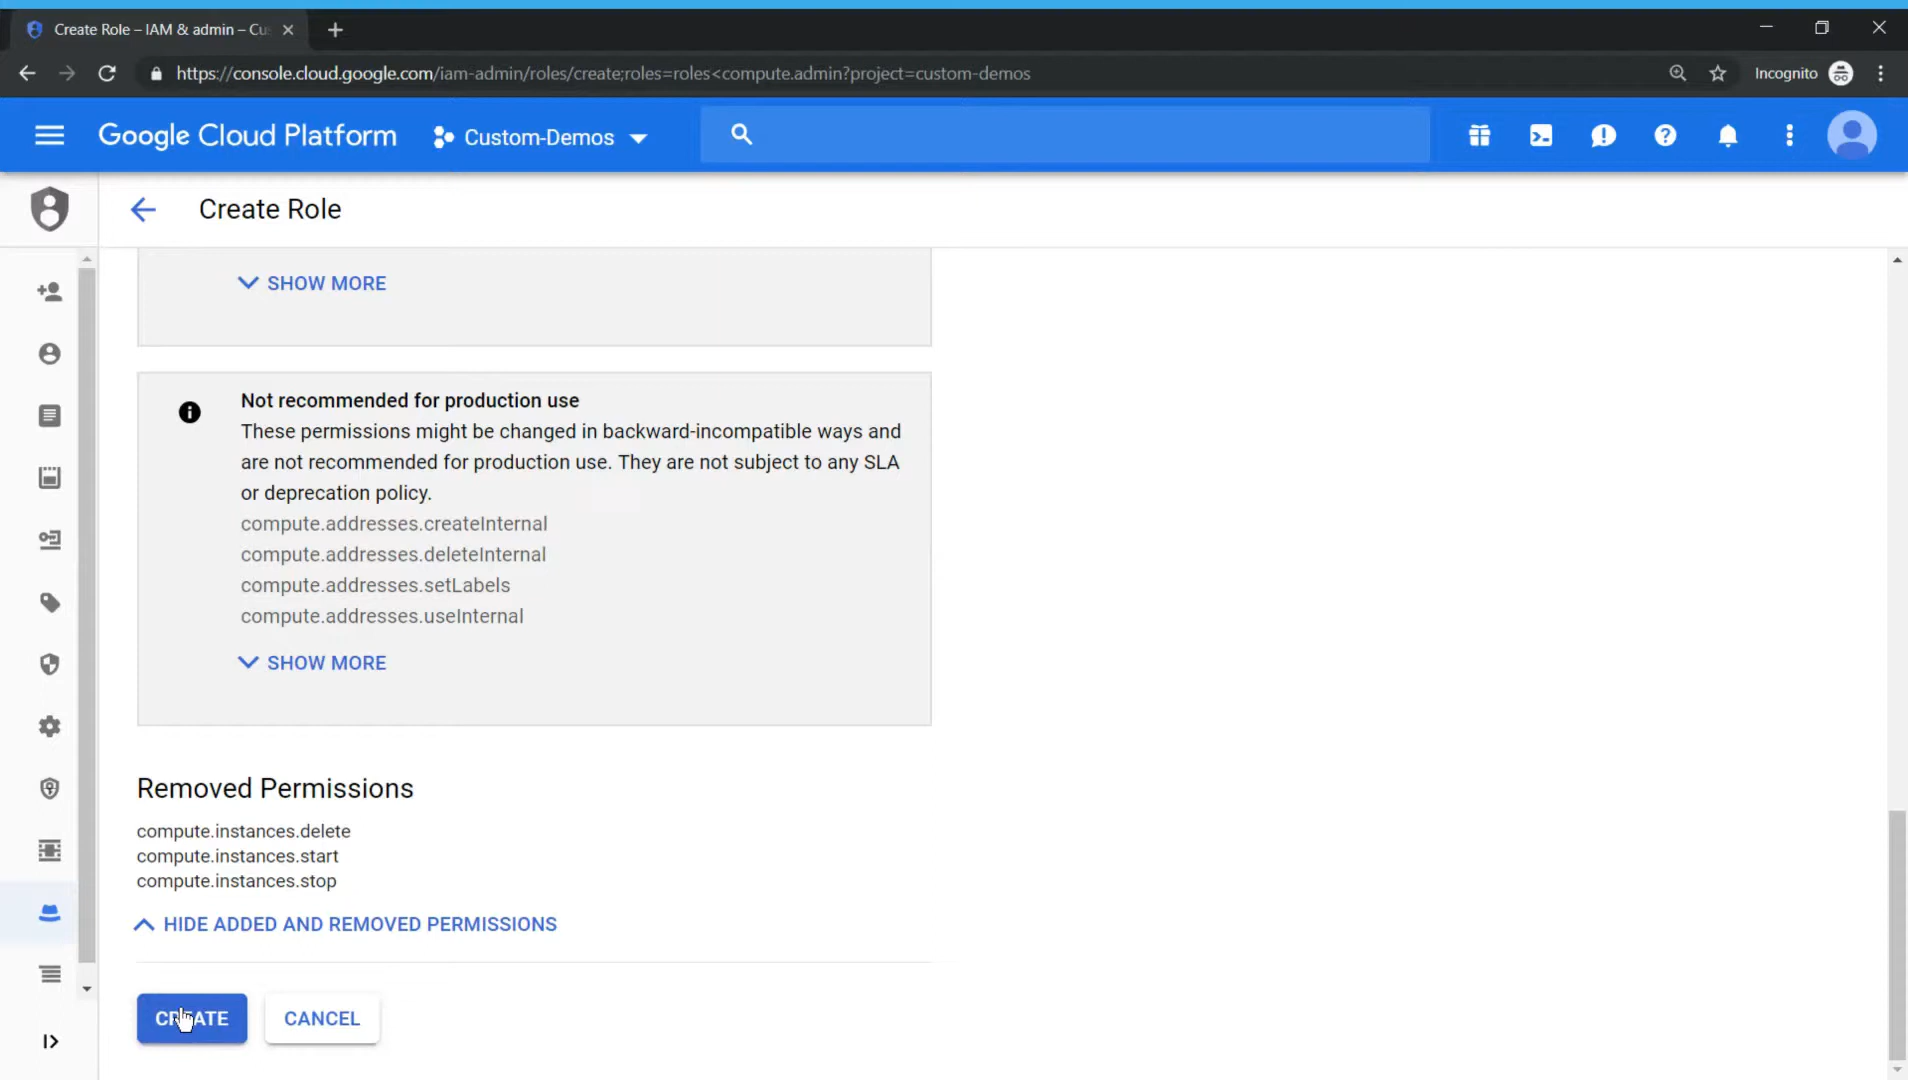 Create Role – IAM & admin – Cu
https://console.cloud.google.com/iam-admin/roles/create;roles=roles<compute.admin?project=custom-demos
Incognito
Google Cloud Platform
Custom-Demos
Create Role
SHOW MORE
Not recommended for production use
These permissions might be changed in backward-incompatible ways and
are not recommended for production use. They are not subject to any SLA
or deprecation policy.
compute.addresses.createInternal
compute.addresses.deleteInternal
compute.addresses.setLabels
compute.addresses.useInternal
SHOW MORE
Removed Permissions
compute.instances.delete
compute.instances.start
compute.instances.stop
HIDE ADDED AND REMOVED PERMISSIONS
CREATE
CANCEL